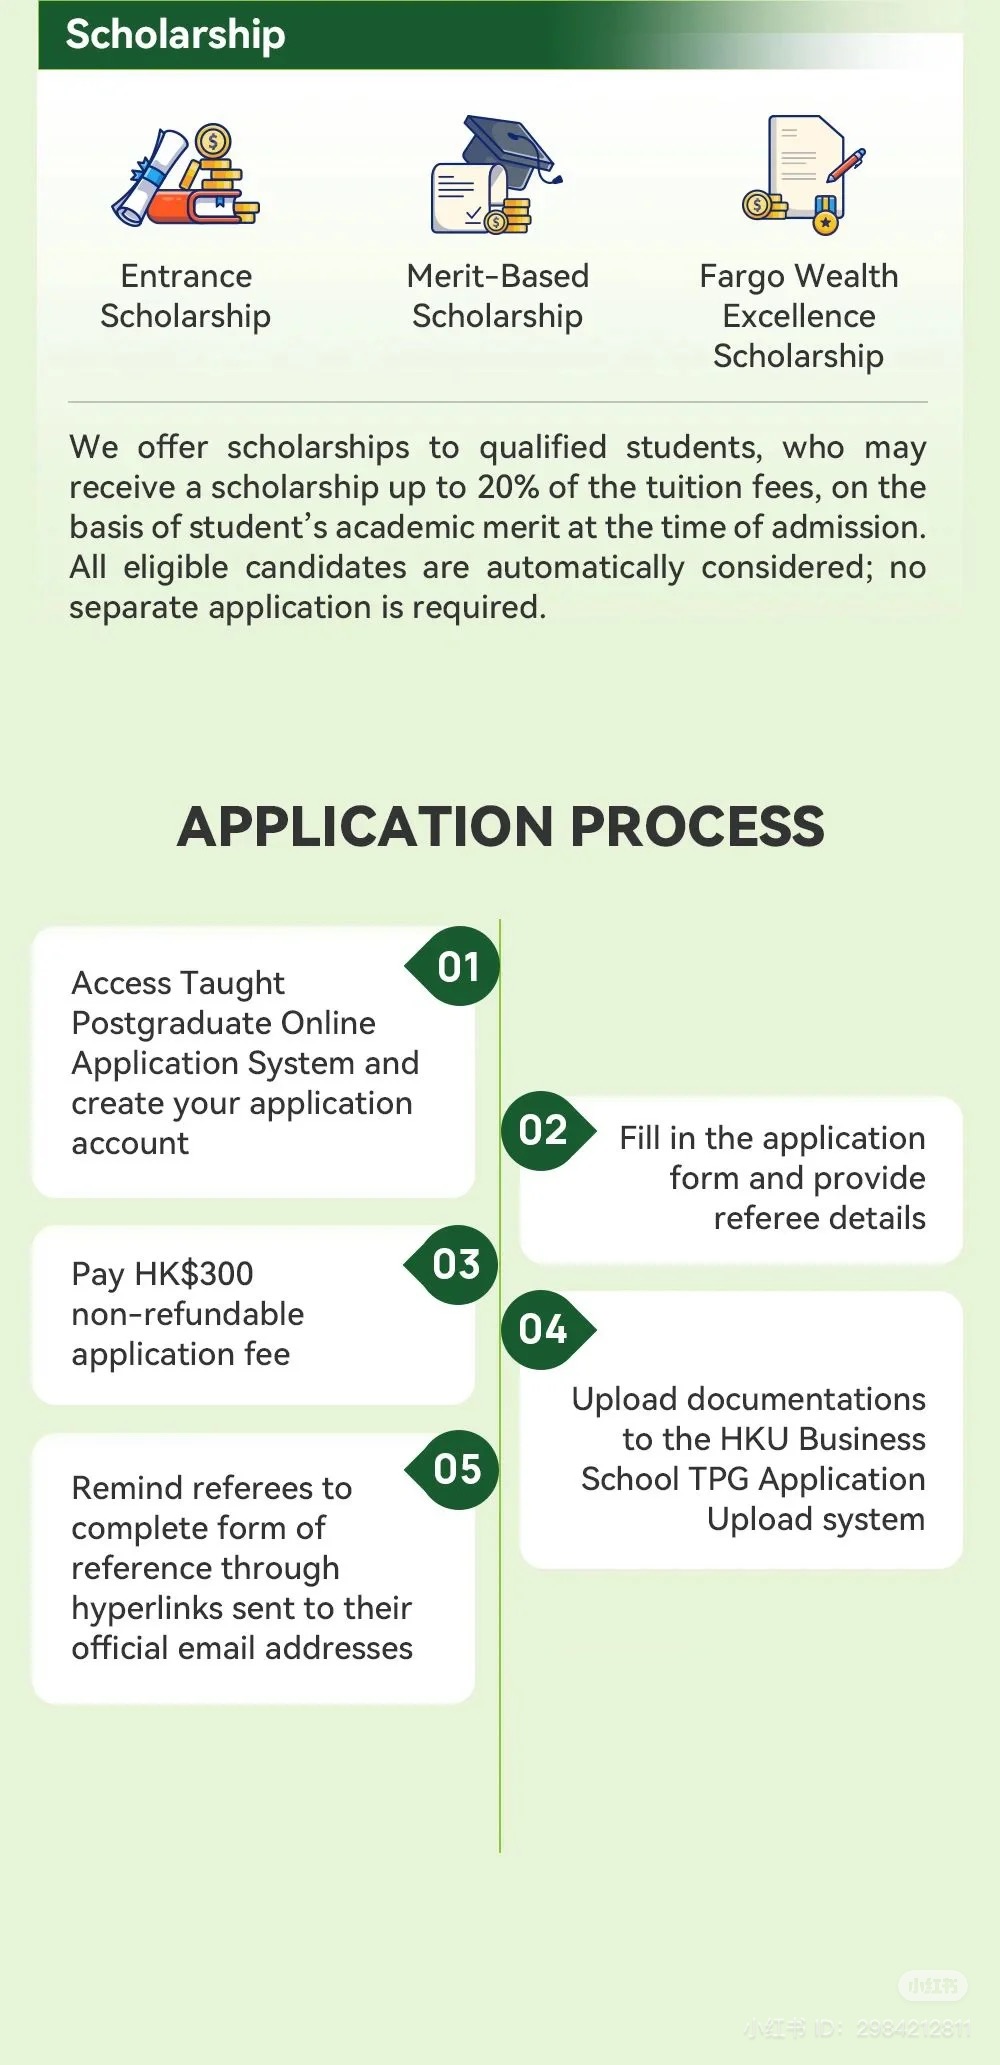 Scholarship
Entrance
Scholarship
Merit-Based
Scholarship
Fargo Wealth
Excellence
Scholarship
We offer scholarships to qualified students, who may
receive a scholarship up to 20% of the tuition fees, on the
basis of student's academic merit at the time of admission.
All eligible candidates are automatically considered; no
separate application is required.
APPLICATION PROCESS
01
Access Taught
Postgraduate Online
Application System and
create your application
account
02
Fill in the application
form and provide
referee details
03
Pay HK$300
non-refundable
application fee
04
Upload documentations
to the HKU Business
School TPG Application
Upload system
05
Remind referees to
complete form of
reference through
hyperlinks sent to their
official email addresses
小红书
小红书 ID: 2984212811